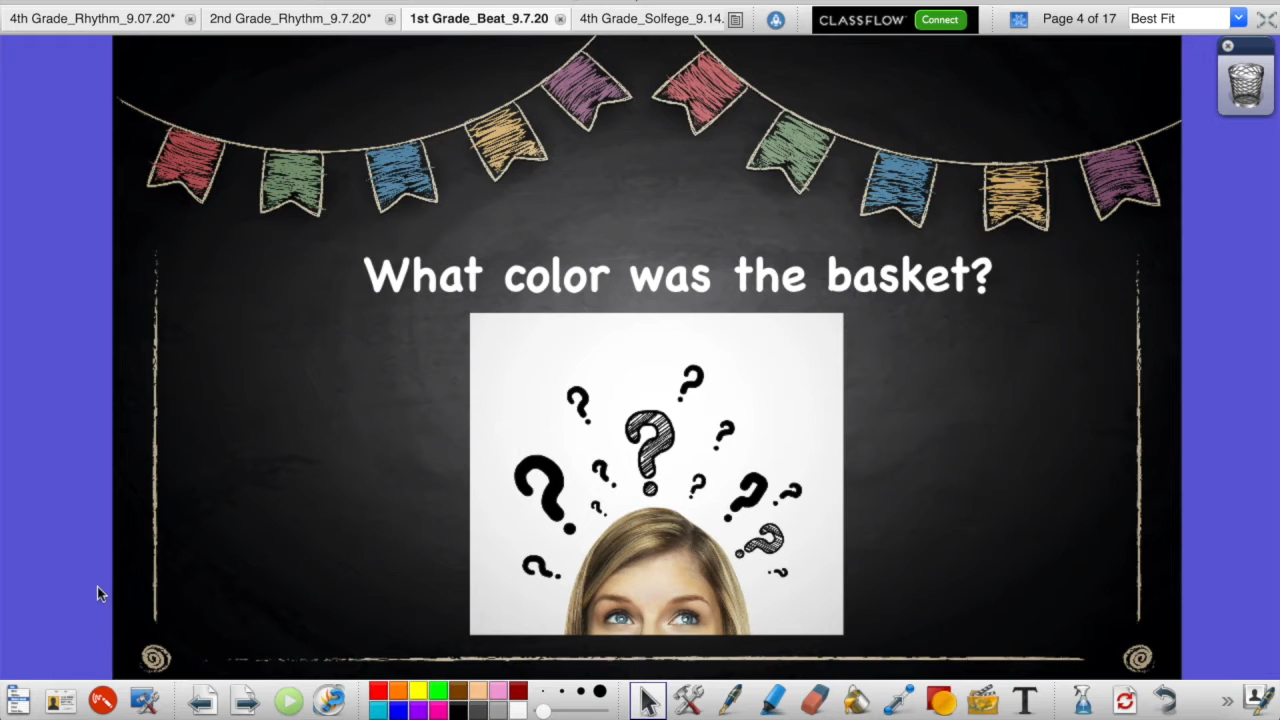 4th Grade_Rhythm_9.07.20*
2nd Grade_Rhythm_9.7.20*
1st Grade_Beat_9.7.20
4th Grade_Solfege_9.14.
CLASSFLOW
Connect
Page 4 of 17
Best Fit
What color was the basket?